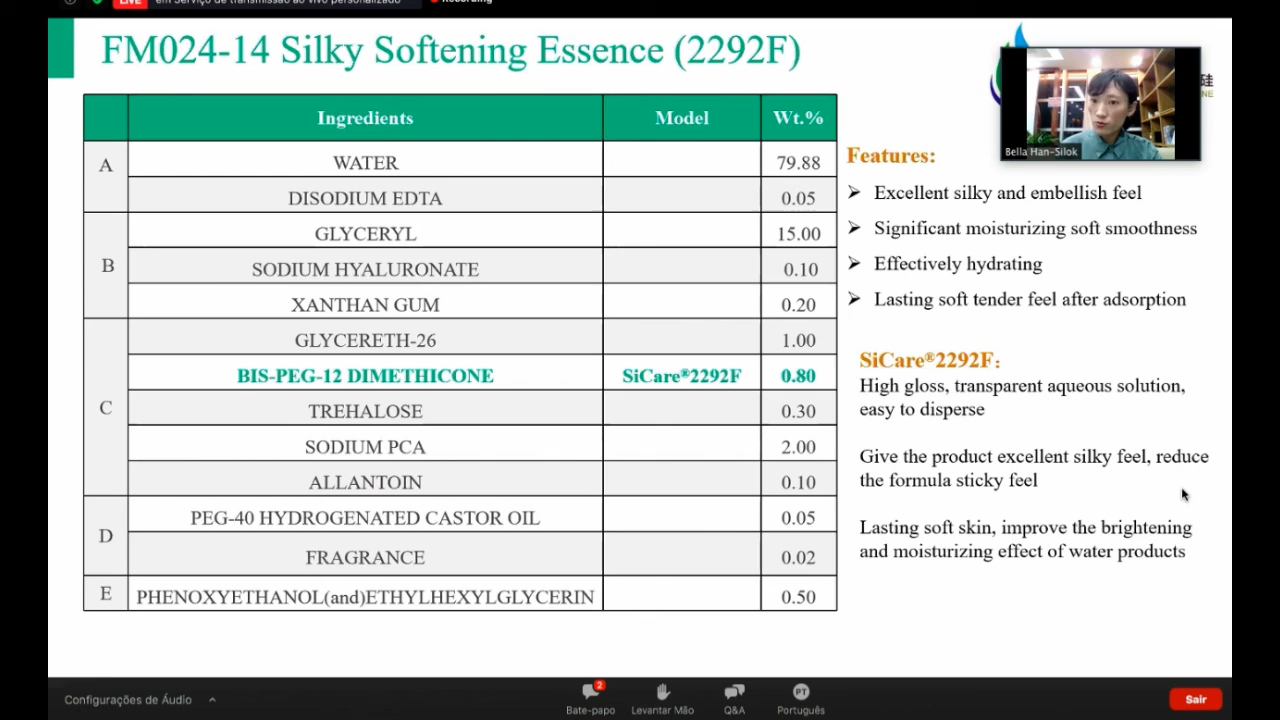 LIVE em Serviço de transmissão ao vivo personalizado Recording
FM024-14 Silky Softening Essence (2292F)
硅
NE
Bella Han-Silok
Ingredients Model Wt.%
A WATER 79.88
DISODIUM EDTA 0.05
B GLYCERYL 15.00
SODIUM HYALURONATE 0.10
XANTHAN GUM 0.20
C GLYCERETH-26 1.00
BIS-PEG-12 DIMETHICONE SiCare®2292F 0.80
TREHALOSE 0.30
SODIUM PCA 2.00
ALLANTOIN 0.10
D PEG-40 HYDROGENATED CASTOR OIL 0.05
FRAGRANCE 0.02
E PHENOXYETHANOL(and)ETHYLHEXYLGLYCERIN 0.50
Features:
Excellent silky and embellish feel
Significant moisturizing soft smoothness
Effectively hydrating
Lasting soft tender feel after adsorption
SiCare®2292F：
High gloss, transparent aqueous solution,
easy to disperse
Give the product excellent silky feel, reduce
the formula sticky feel
Lasting soft skin, improve the brightening
and moisturizing effect of water products
Configurações de Áudio
2
Bate-papo
Levantar Mão
Q&A
PT
Português
Sair